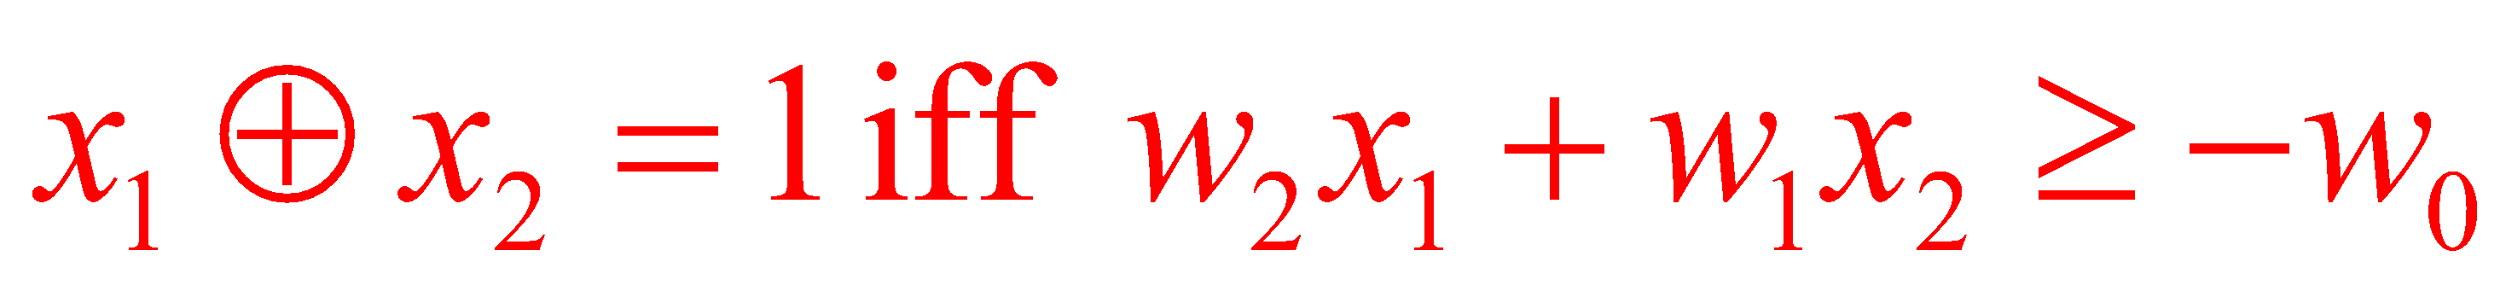 x₁ ⊕ x₂ = 1 iff w₂x₁ + w₁x₂ ≥ −w₀